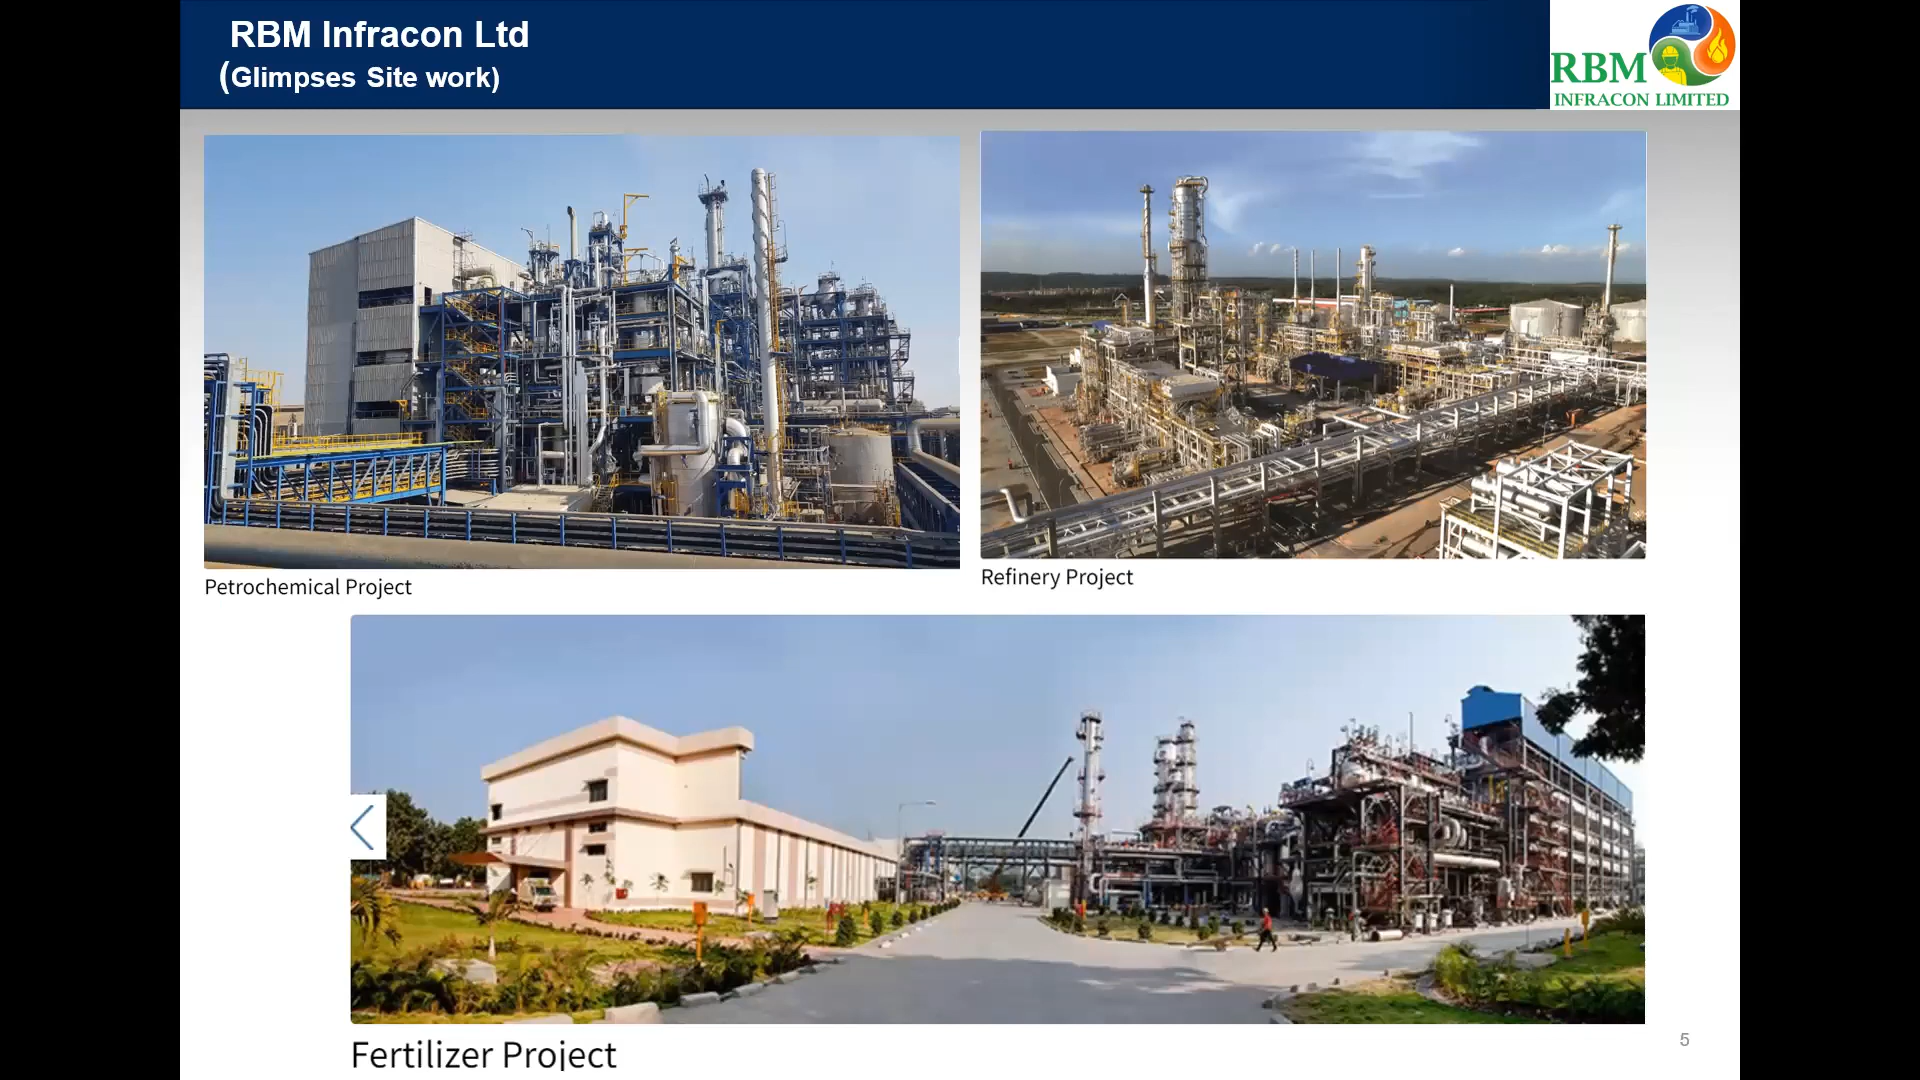 RBM Infracon Ltd
(Glimpses Site work)
RBM
INFRACON LIMITED
Petrochemical Project
Refinery Project
Fertilizer Project
5